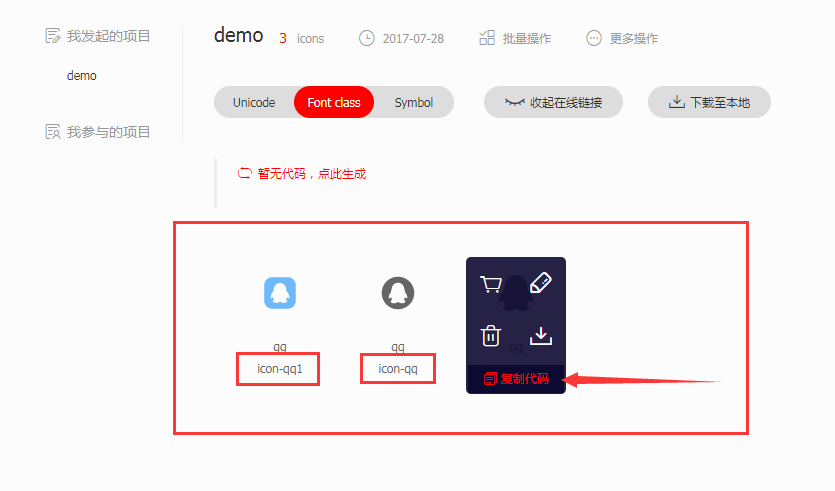 我发起的项目
demo
我参与的项目
demo 3 icons 2017-07-28 批量操作 更多操作
Unicode Font class Symbol 收起在线链接 下载至本地
暂无代码，点此生成
qq qq qq
icon-qq1 icon-qq 复制代码